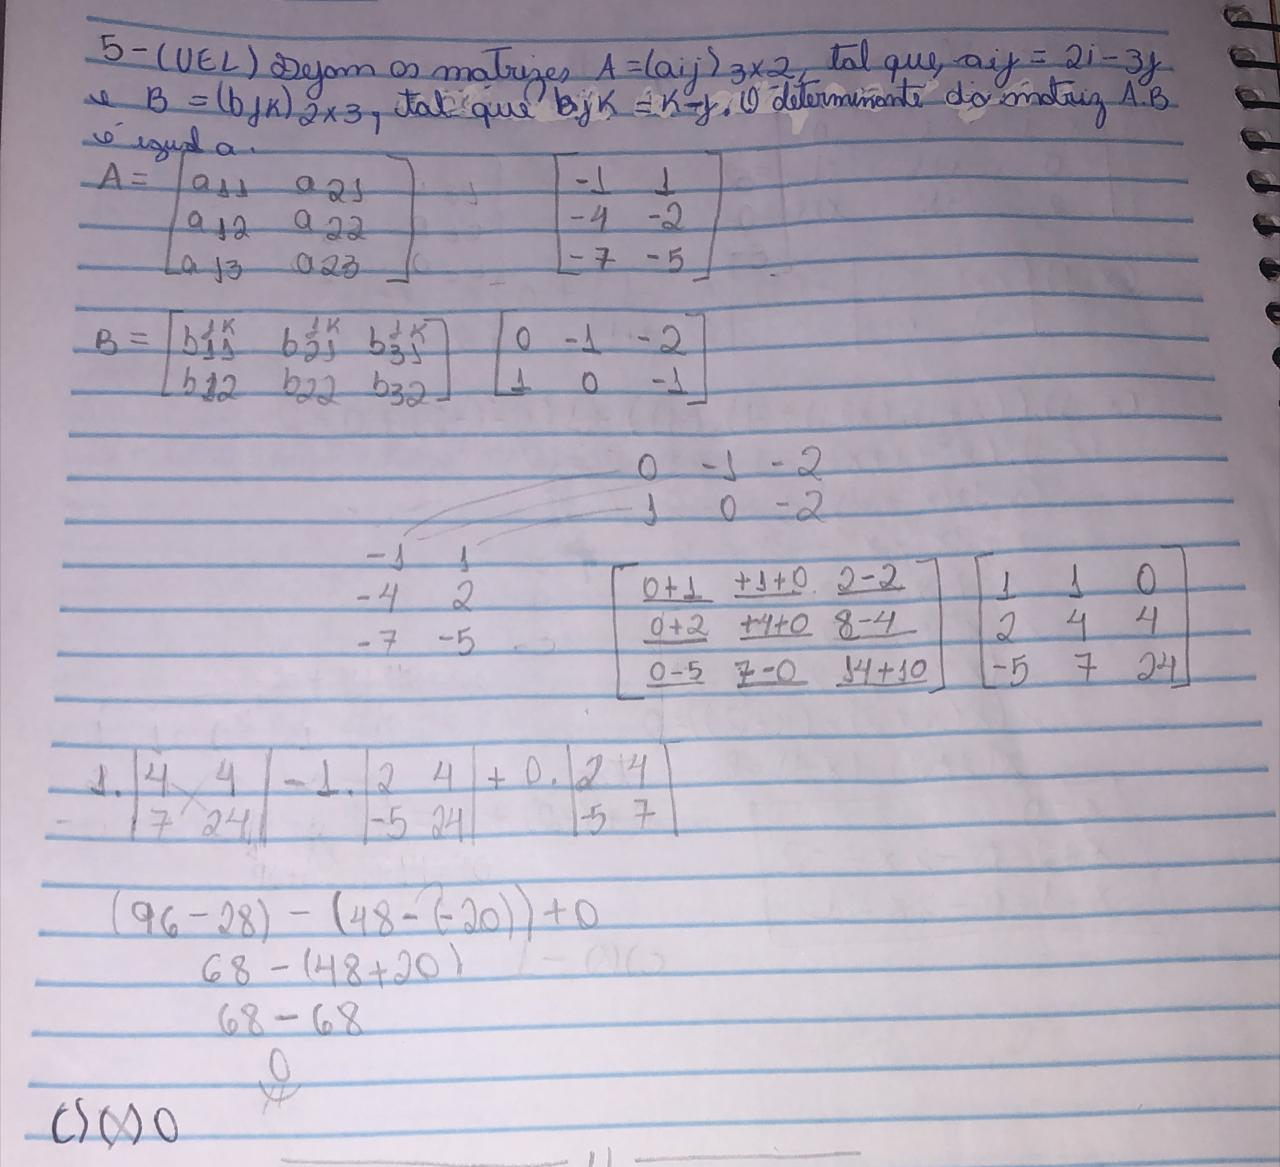 5-(UEL) Sejam as matrizes A=(aij)3x2, tal que, aij = 2i-3j
e B =(bjk)2x3, tal que bjk = k-j. O determinante da matriz A.B
é igual a.
A= [a11 a21] [-1 1]
[a12 a22] [-4 -2]
[a13 a23] [-7 -5]
B= [b11 b21 b31] [0 -1 -2]
[b12 b22 b32] [1 0 -1]
0 -1 -2
1 0 -2
-1 1
-4 2
-7 -5
[0+1 +1+0 2-2] [1 1 0]
[0+2 +4+0 8-4] [2 4 4]
[0-5 7-0 14+10] [-5 7 24]
1.|4 4| -1.|2 4| +0.|2 4|
|7 24| |-5 24| |-5 7|
(96-28)-(48-(-20))+0
68-(48+20)
68-68
0
C)(x)0